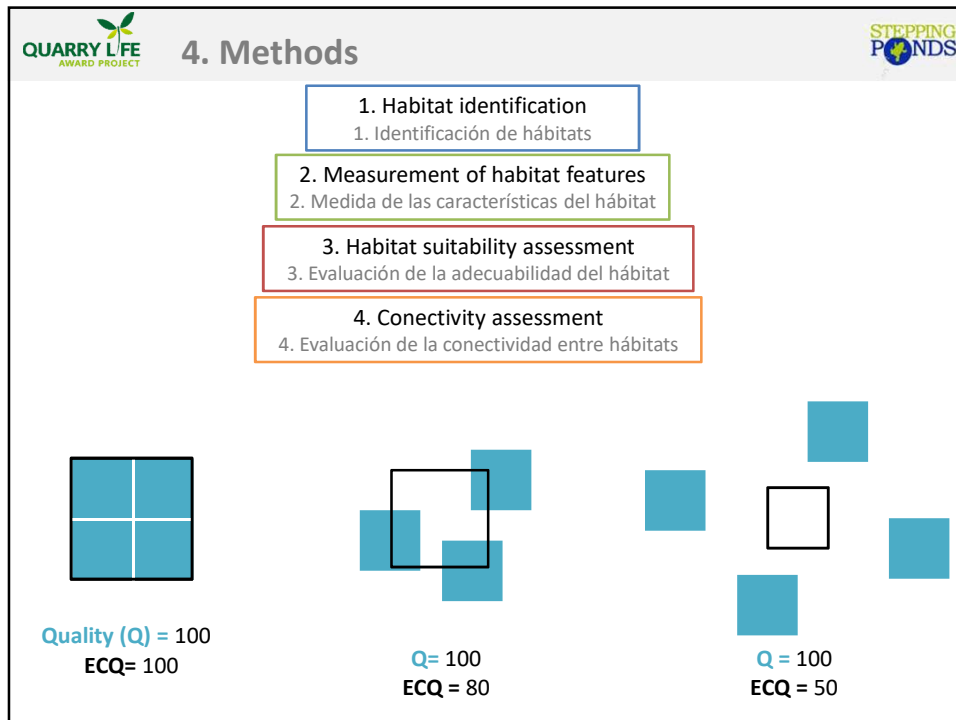 QUARRY LIFE
AWARD PROJECT
4. Methods
STEPPING
PONDS
1. Habitat identification
1. Identificación de hábitats
2. Measurement of habitat features
2. Medida de las características del hábitat
3. Habitat suitability assessment
3. Evaluación de la adecuabilidad del hábitat
4. Conectivity assessment
4. Evaluación de la conectividad entre hábitats
Quality (Q) = 100
ECQ= 100
Q= 100
ECQ = 80
Q = 100
ECQ = 50